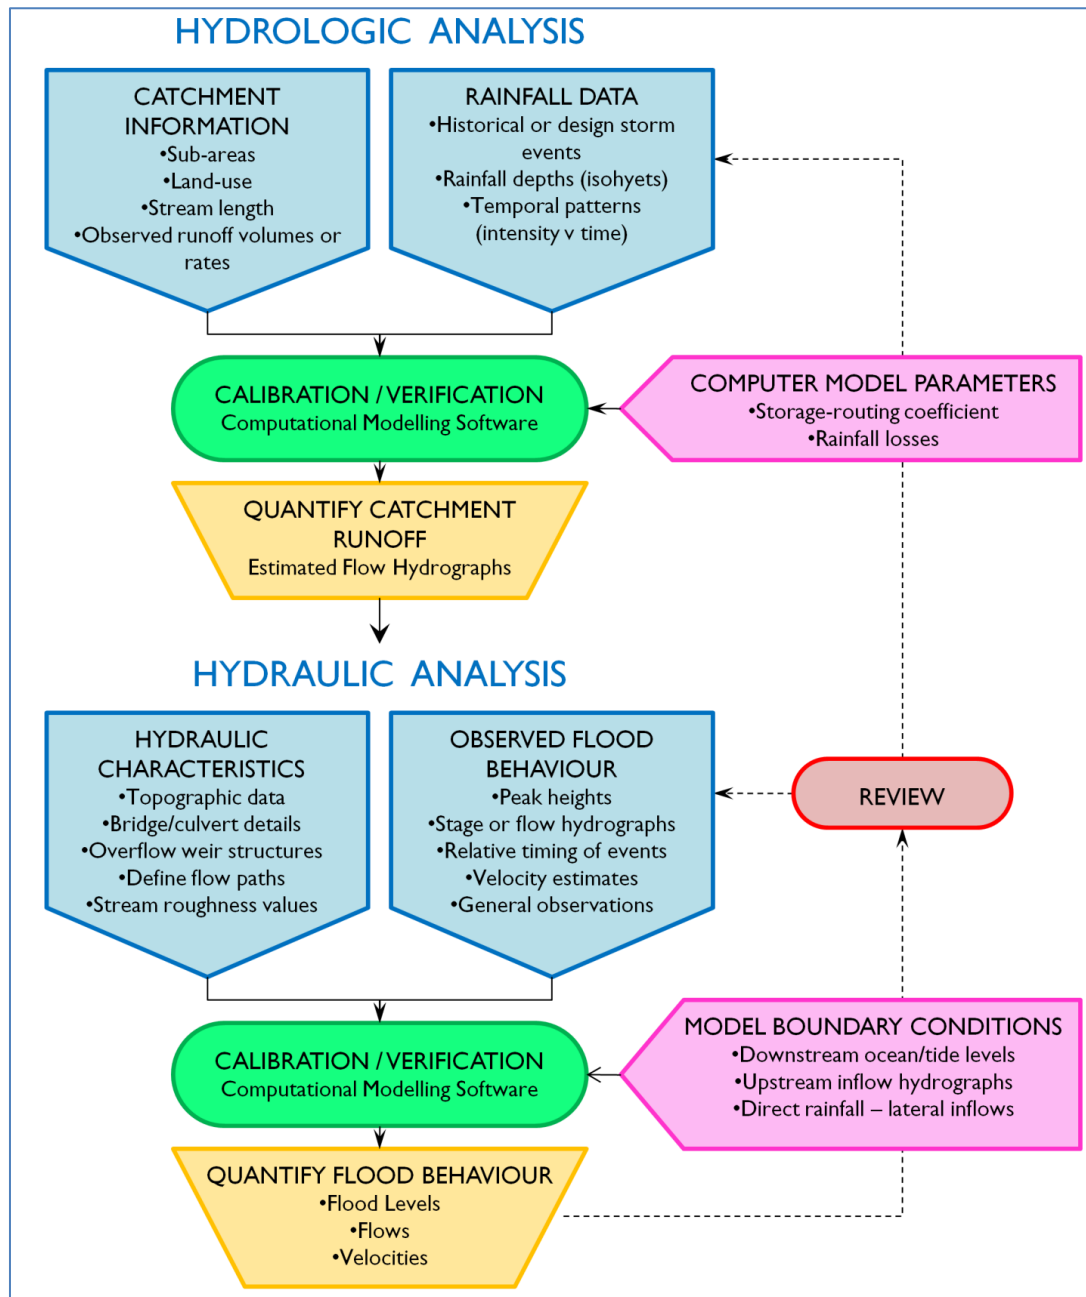 HYDROLOGIC ANALYSIS
CATCHMENT
INFORMATION
•Sub-areas
•Land-use
•Stream length
•Observed runoff volumes or
rates
RAINFALL DATA
•Historical or design storm
events
•Rainfall depths (isohyets)
•Temporal patterns
(intensity v time)
CALIBRATION / VERIFICATION
Computational Modelling Software
COMPUTER MODEL PARAMETERS
•Storage-routing coefficient
•Rainfall losses
QUANTIFY CATCHMENT
RUNOFF
Estimated Flow Hydrographs
HYDRAULIC ANALYSIS
HYDRAULIC
CHARACTERISTICS
•Topographic data
•Bridge/culvert details
•Overflow weir structures
•Define flow paths
•Stream roughness values
OBSERVED FLOOD
BEHAVIOUR
•Peak heights
•Stage or flow hydrographs
•Relative timing of events
•Velocity estimates
•General observations
REVIEW
CALIBRATION / VERIFICATION
Computational Modelling Software
MODEL BOUNDARY CONDITIONS
•Downstream ocean/tide levels
•Upstream inflow hydrographs
•Direct rainfall – lateral inflows
QUANTIFY FLOOD BEHAVIOUR
•Flood Levels
•Flows
•Velocities